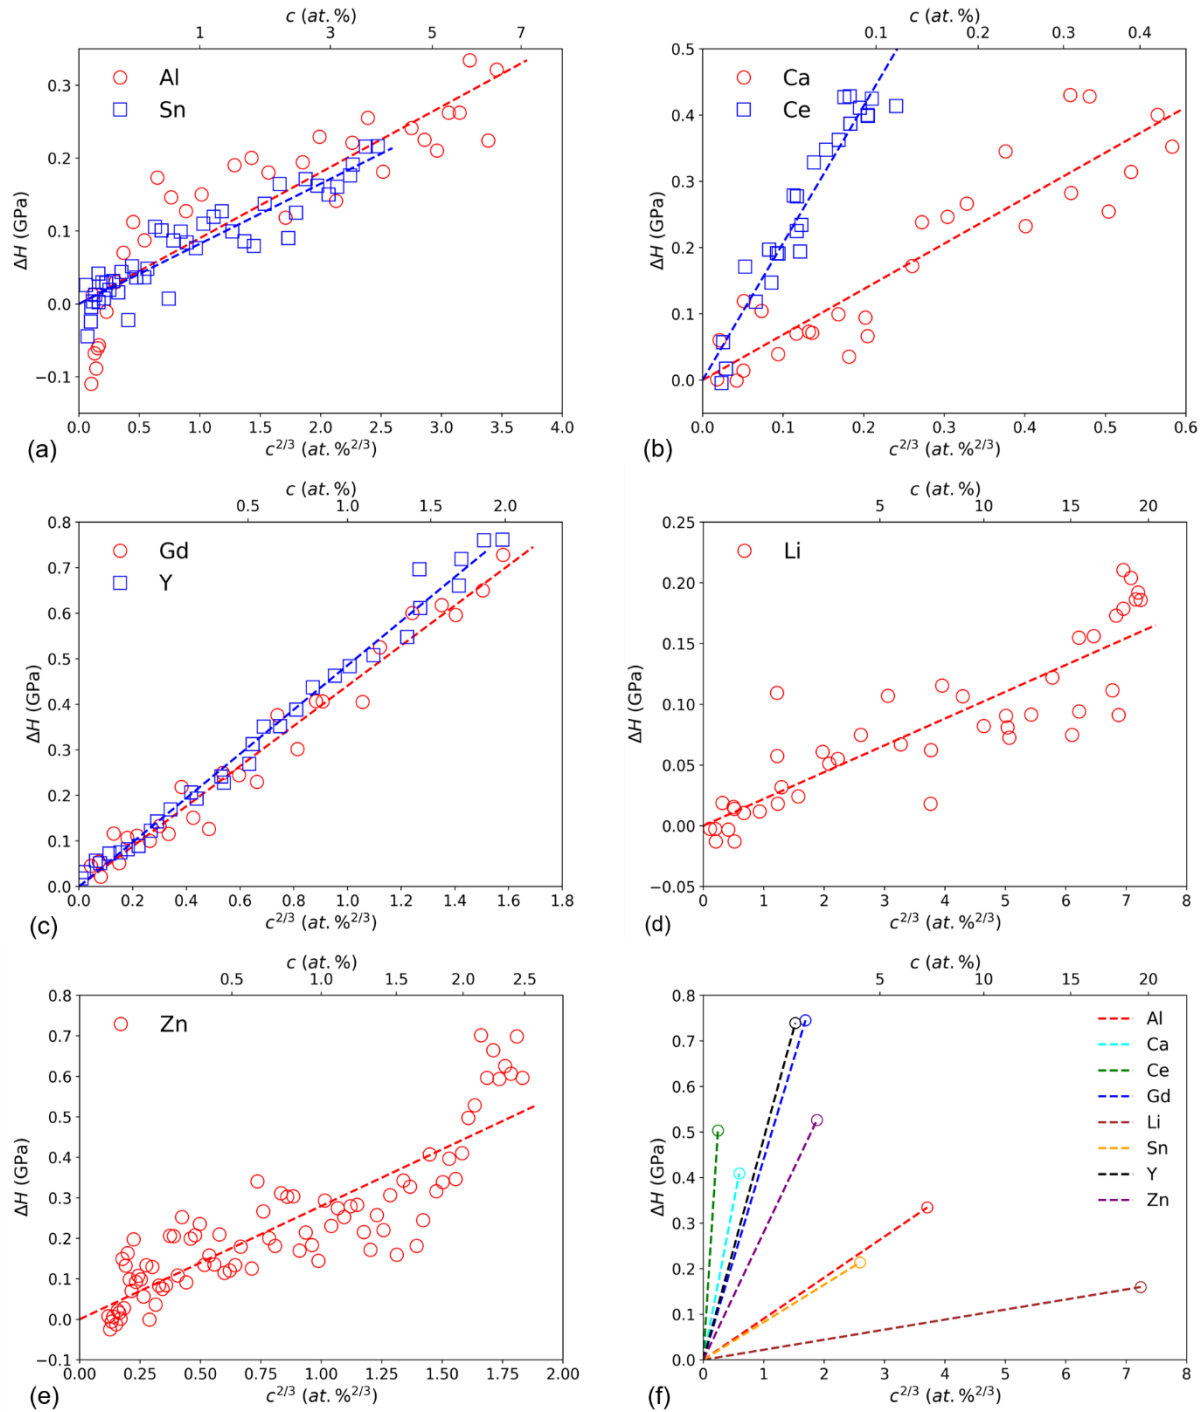 c (at. %)
1 3 5 7
ΔH (GPa)
0.3
0.2
0.1
0.0
−0.1
Al
Sn
0.0 0.5 1.0 1.5 2.0 2.5 3.0 3.5 4.0
c^{2/3} (at. %^{2/3})
(a)
c (at. %)
0.1 0.2 0.3 0.4
ΔH (GPa)
0.5
0.4
0.3
0.2
0.1
0.0
Ca
Ce
0.0 0.1 0.2 0.3 0.4 0.5 0.6
c^{2/3} (at. %^{2/3})
(b)
c (at. %)
0.5 1.0 1.5 2.0
ΔH (GPa)
0.8
0.7
0.6
0.5
0.4
0.3
0.2
0.1
0.0
Gd
Y
0.0 0.2 0.4 0.6 0.8 1.0 1.2 1.4 1.6 1.8
c^{2/3} (at. %^{2/3})
(c)
c (at. %)
5 10 15 20
ΔH (GPa)
0.25
0.20
0.15
0.10
0.05
0.00
−0.05
Li
0 1 2 3 4 5 6 7 8
c^{2/3} (at. %^{2/3})
(d)
c (at. %)
0.5 1.0 1.5 2.0 2.5
ΔH (GPa)
0.8
0.7
0.6
0.5
0.4
0.3
0.2
0.1
0.0
−0.1
Zn
0.00 0.25 0.50 0.75 1.00 1.25 1.50 1.75 2.00
c^{2/3} (at. %^{2/3})
(e)
c (at. %)
5 10 15 20
ΔH (GPa)
0.8
0.7
0.6
0.5
0.4
0.3
0.2
0.1
0.0
Al
Ca
Ce
Gd
Li
Sn
Y
Zn
0 1 2 3 4 5 6 7 8
c^{2/3} (at. %^{2/3})
(f)